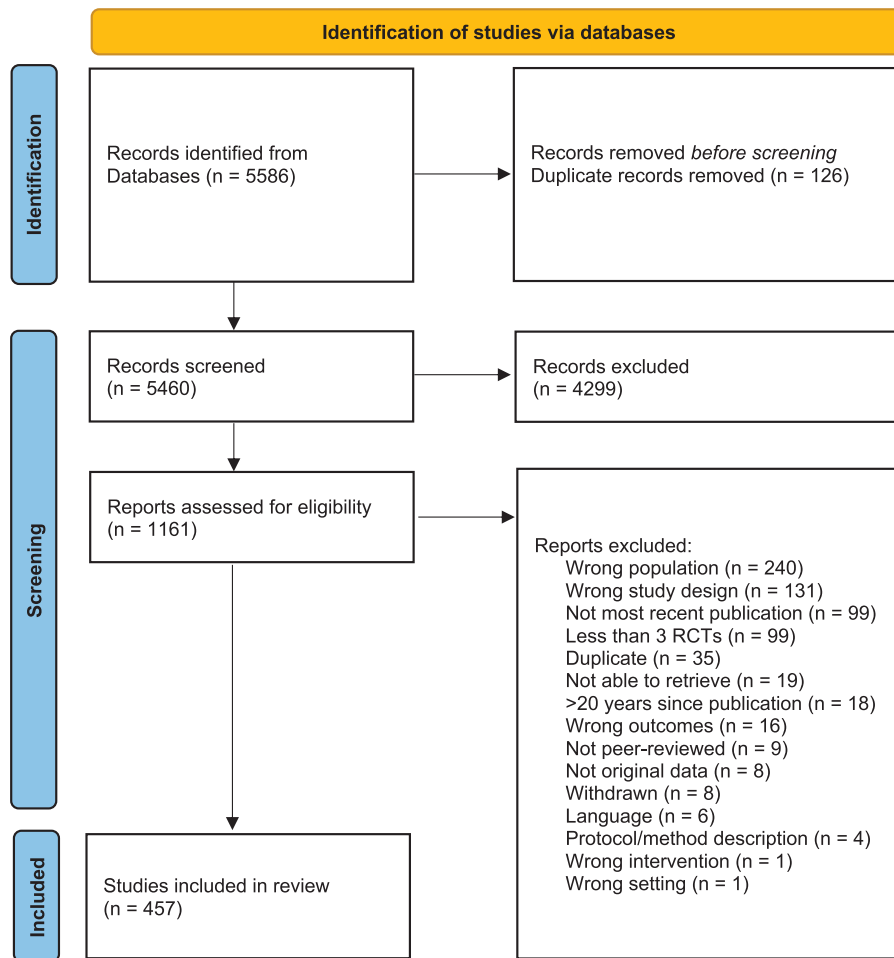 Identification of studies via databases
Identification
Records identified from
Databases (n = 5586)
Records removed before screening
Duplicate records removed (n = 126)
Screening
Records screened
(n = 5460)
Records excluded
(n = 4299)
Reports assessed for eligibility
(n = 1161)
Reports excluded:
Wrong population (n = 240)
Wrong study design (n = 131)
Not most recent publication (n = 99)
Less than 3 RCTs (n = 99)
Duplicate (n = 35)
Not able to retrieve (n = 19)
>20 years since publication (n = 18)
Wrong outcomes (n = 16)
Not peer-reviewed (n = 9)
Not original data (n = 8)
Withdrawn (n = 8)
Language (n = 6)
Protocol/method description (n = 4)
Wrong intervention (n = 1)
Wrong setting (n = 1)
Included
Studies included in review
(n = 457)